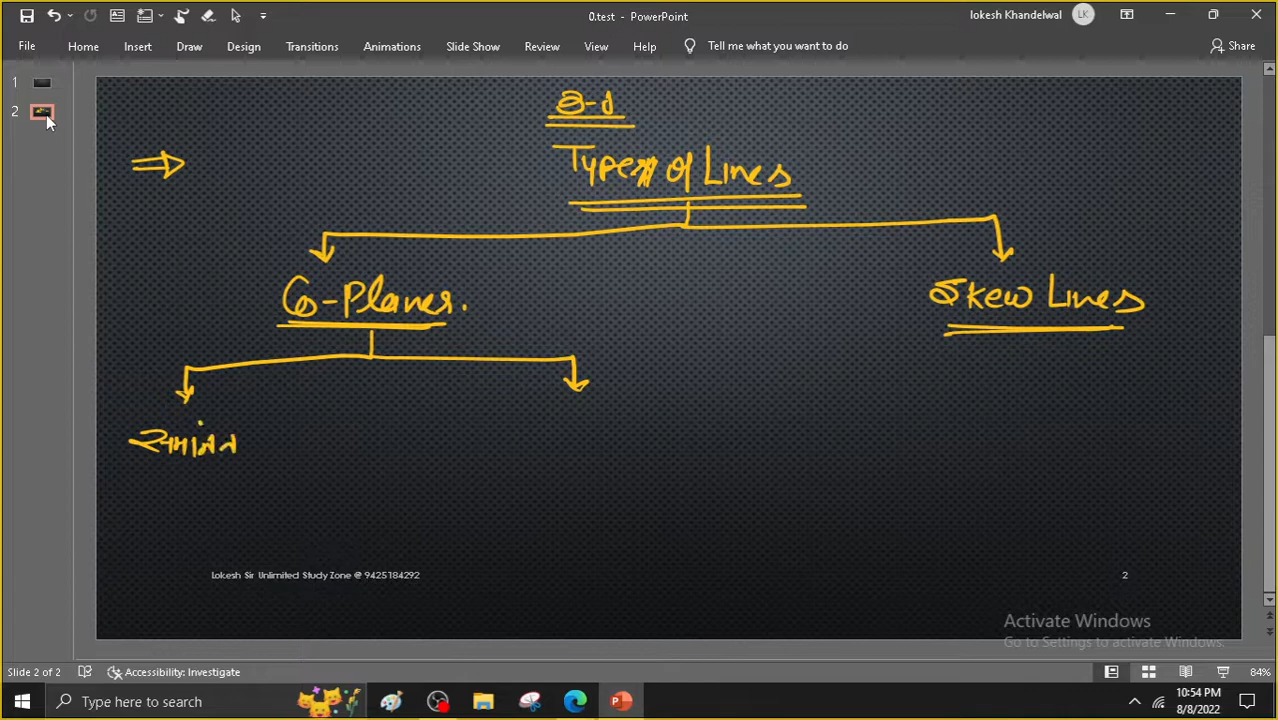 0.test - PowerPoint
lokesh Khandelwal
LK
File Home Insert Draw Design Transitions Animations Slide Show Review View Help Tell me what you want to do Share
1
2
3-d
Types of Lines
Co-Planer.
Skew Lines
Lokesh Sir Unlimited Study Zone @ 9425184292
2
Activate Windows
Go to Settings to activate Windows.
Slide 2 of 2 Accessibility: Investigate 84%
Type here to search
10:54 PM
8/8/2022